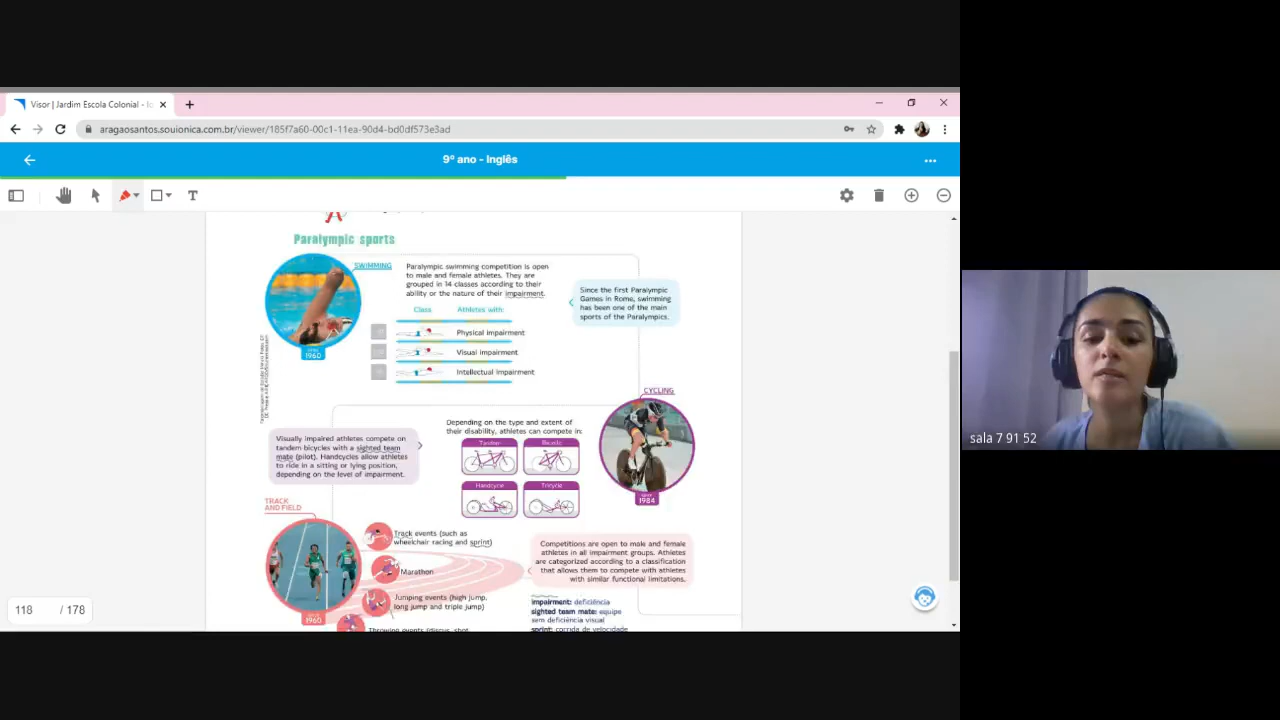 Visor | Jardim Escola Colonial - Io
aragaosantos.souionica.com.br/viewer/185f7a60-00c1-11ea-90d4-bd0df573e3ad
9º ano - Inglês
Paralympic sports
SWIMMING
Paralympic swimming competition is open
to male and female athletes. They are
grouped in 14 classes according to their
ability or the nature of their impairment.
Since the first Paralympic
Games in Rome, swimming
has been one of the main
sports of the Paralympics.
Class Athletes with:
Physical impairment
Visual impairment
Intellectual impairment
1960
CYCLING
Depending on the type and extent of
their disability, athletes can compete in:
Tandem Bicycle
Handcycle Tricycle
1984
Visually impaired athletes compete on
tandem bicycles with a sighted team
mate (pilot). Handcycles allow athletes
to ride in a sitting or lying position,
depending on the level of impairment.
TRACK
AND FIELD
Track events (such as
wheelchair racing and sprint)
Marathon
Jumping events (high jump,
long jump and triple jump)
Throwing events (discus, shot
1960
Competitions are open to male and female
athletes in all impairment groups. Athletes
are categorized according to a classification
that allows them to compete with athletes
with similar functional limitations.
impairment: deficiência
sighted team mate: equipe
sem deficiência visual
sprint: corrida de velocidade
118 / 178
sala 7 91 52